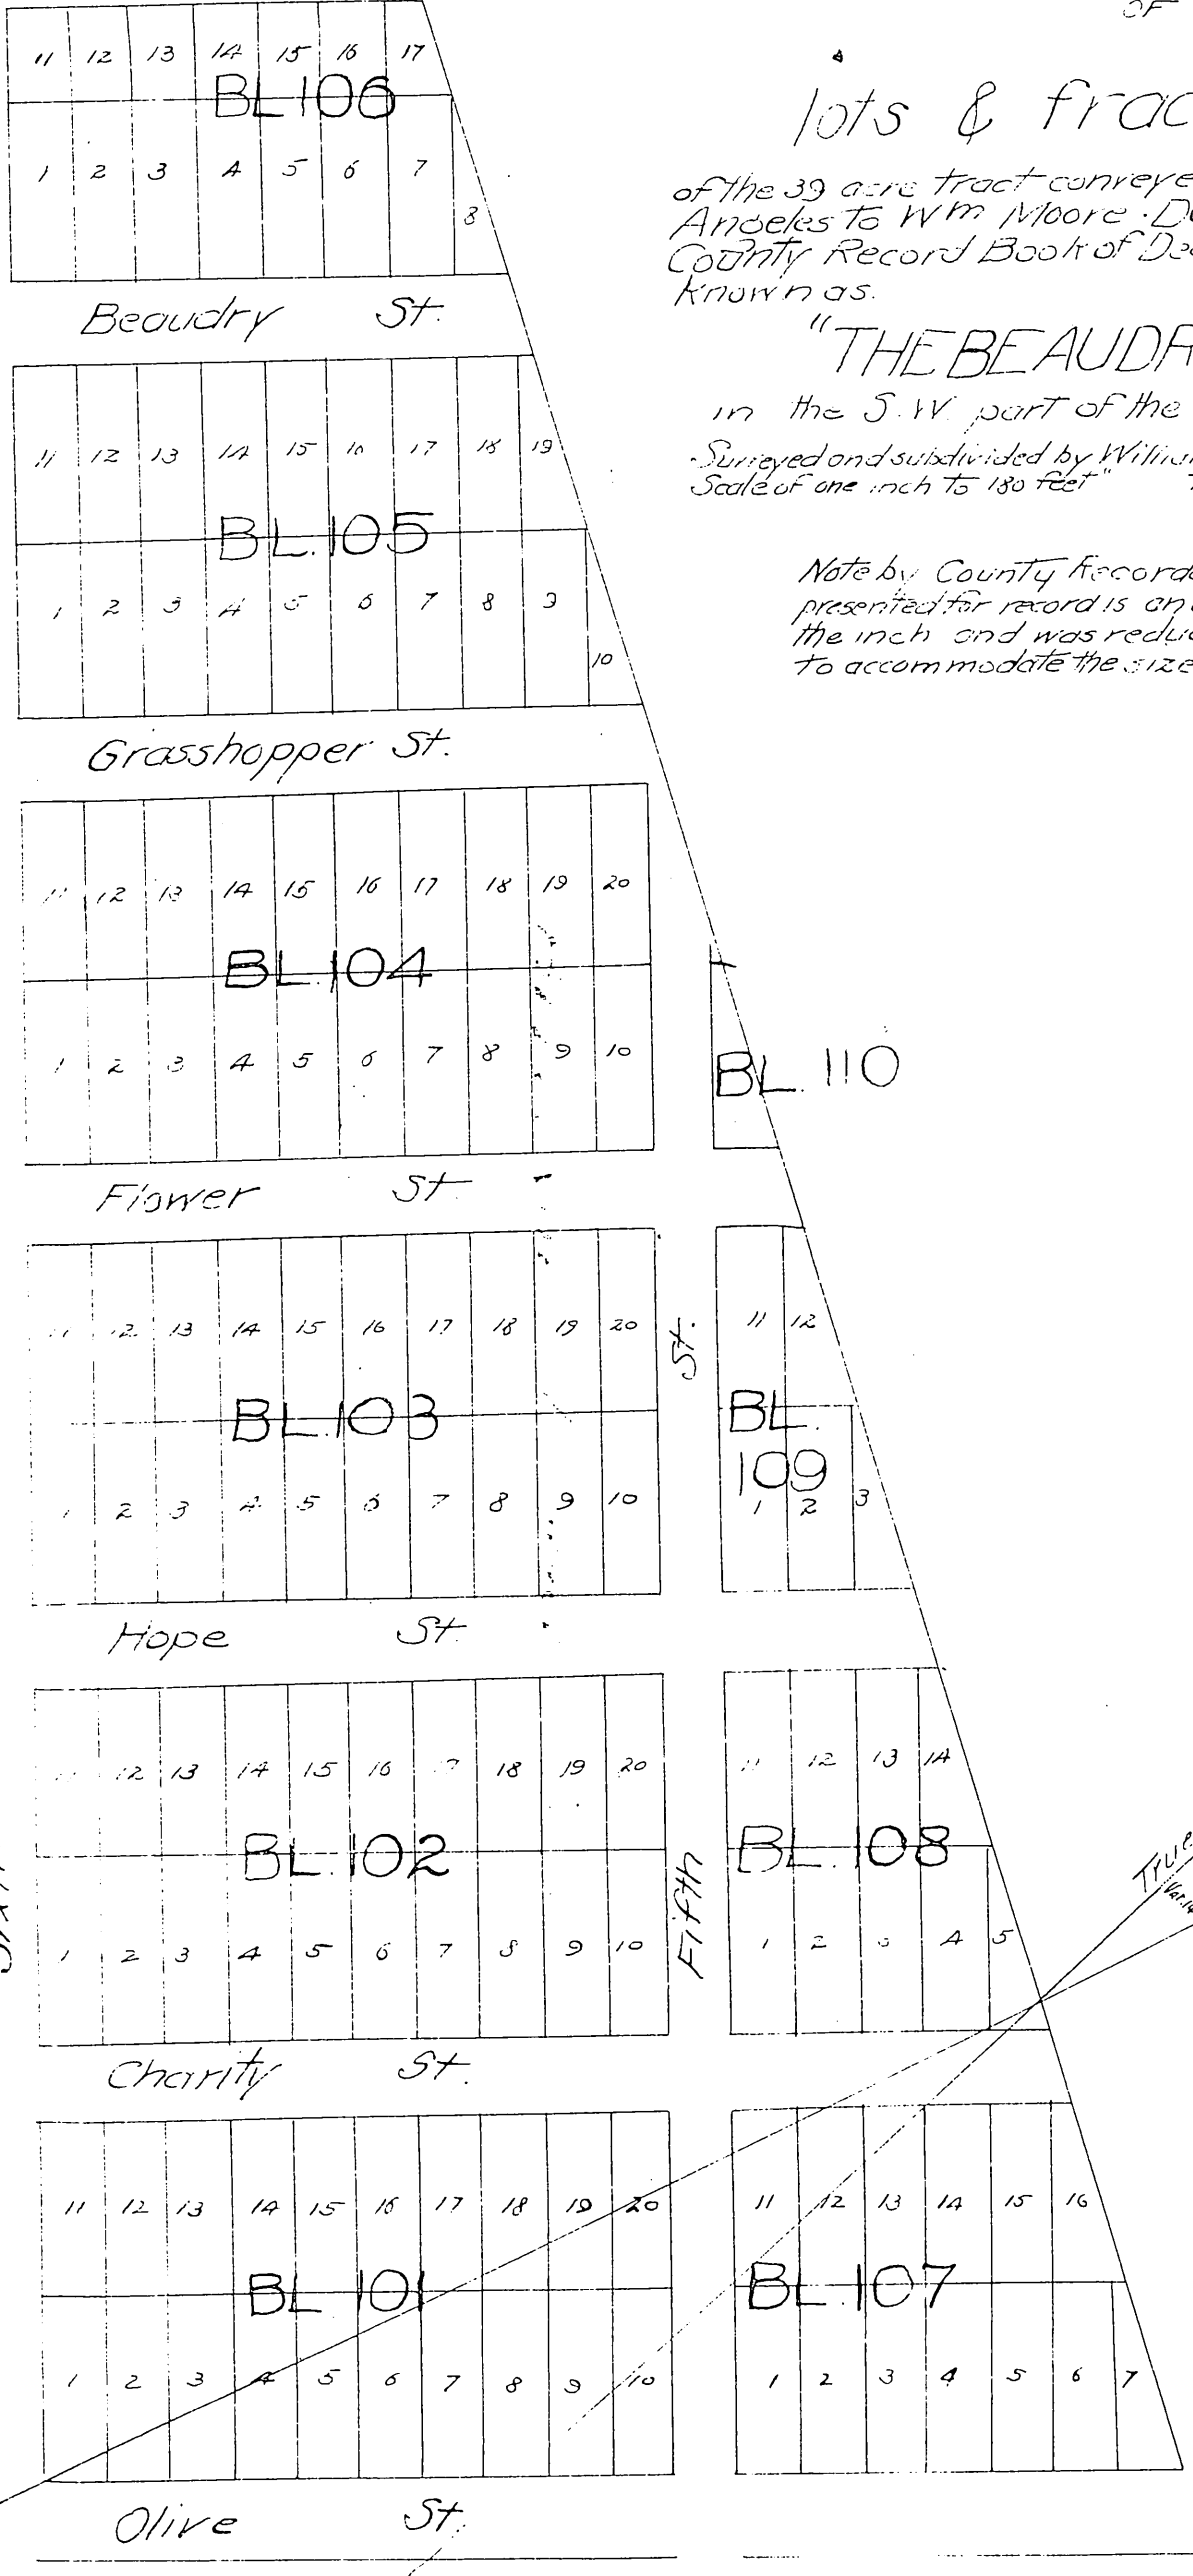 OF
lots & frac
of the 39 acre tract conveye
Angeles to Wm Moore. De
County Record Book of Dee
known as.
"THE BEAUDR
in the S.W. part of the
Surveyed and subdivided by Willia
Scale of one inch to 180 feet"
Note by County Recorde
presented for record is an
the inch and was reduc
to accommodate the size
11 12 13 14 15 16 17
BL 106
1 2 3 4 5 6 7
8
Beaudry St.
11 12 13 14 15 16 17 18 19
BL. 105
1 2 3 4 5 6 7 8 9
10
Grasshopper St.
11 12 13 14 15 16 17 18 19 20
BL. 104
1 2 3 4 5 6 7 8 9 10
BL. 110
Flower St.
11 12 13 14 15 16 17 18 19 20
BL. 103
1 2 3 4 5 6 7 8 9 10
11 12
BL.
109
1 2 3
Hope St.
11 12 13 14 15 16 17 18 19 20
BL. 102
1 2 3 4 5 6 7 8 9 10
Fifth St.
11 12 13 14
BL. 108
1 2 3 4 5
True
Var. 14
Charity St.
11 12 13 14 15 16 17 18 19 20
BL 101
1 2 3 4 5 6 7 8 9 10
11 12 13 14 15 16
BL. 107
1 2 3 4 5 6 7
Olive St.